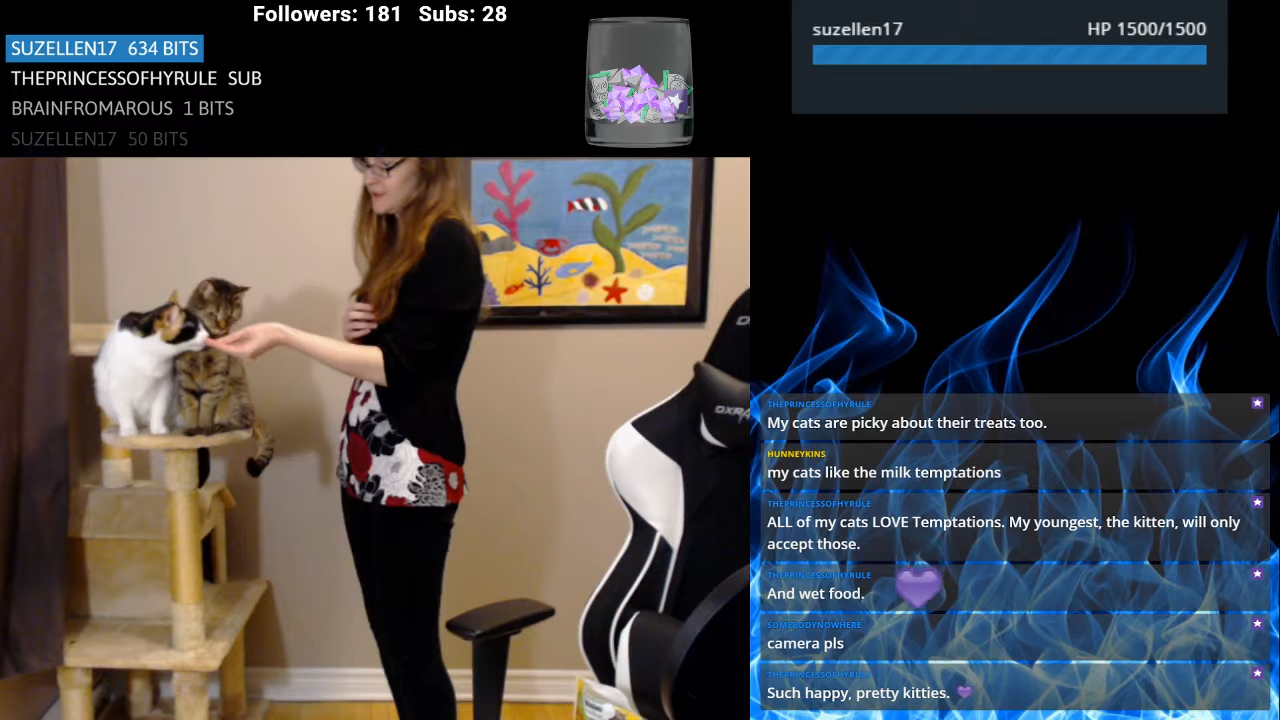 Followers: 181 Subs: 28
SUZELLEN17 634 BITS
THEPRINCESSOFHYRULE SUB
BRAINFROMAROUS 1 BITS
SUZELLEN17 50 BITS
suzellen17 HP 1500/1500
THEPRINCESSOFHYRULE
My cats are picky about their treats too.
HUNNEYKINS
my cats like the milk temptations
THEPRINCESSOFHYRULE
ALL of my cats LOVE Temptations. My youngest, the kitten, will only
accept those.
THEPRINCESSOFHYRULE
And wet food.
SOMEBODYNOWHERE
camera pls
THEPRINCESSOFHYRULE
Such happy, pretty kitties.